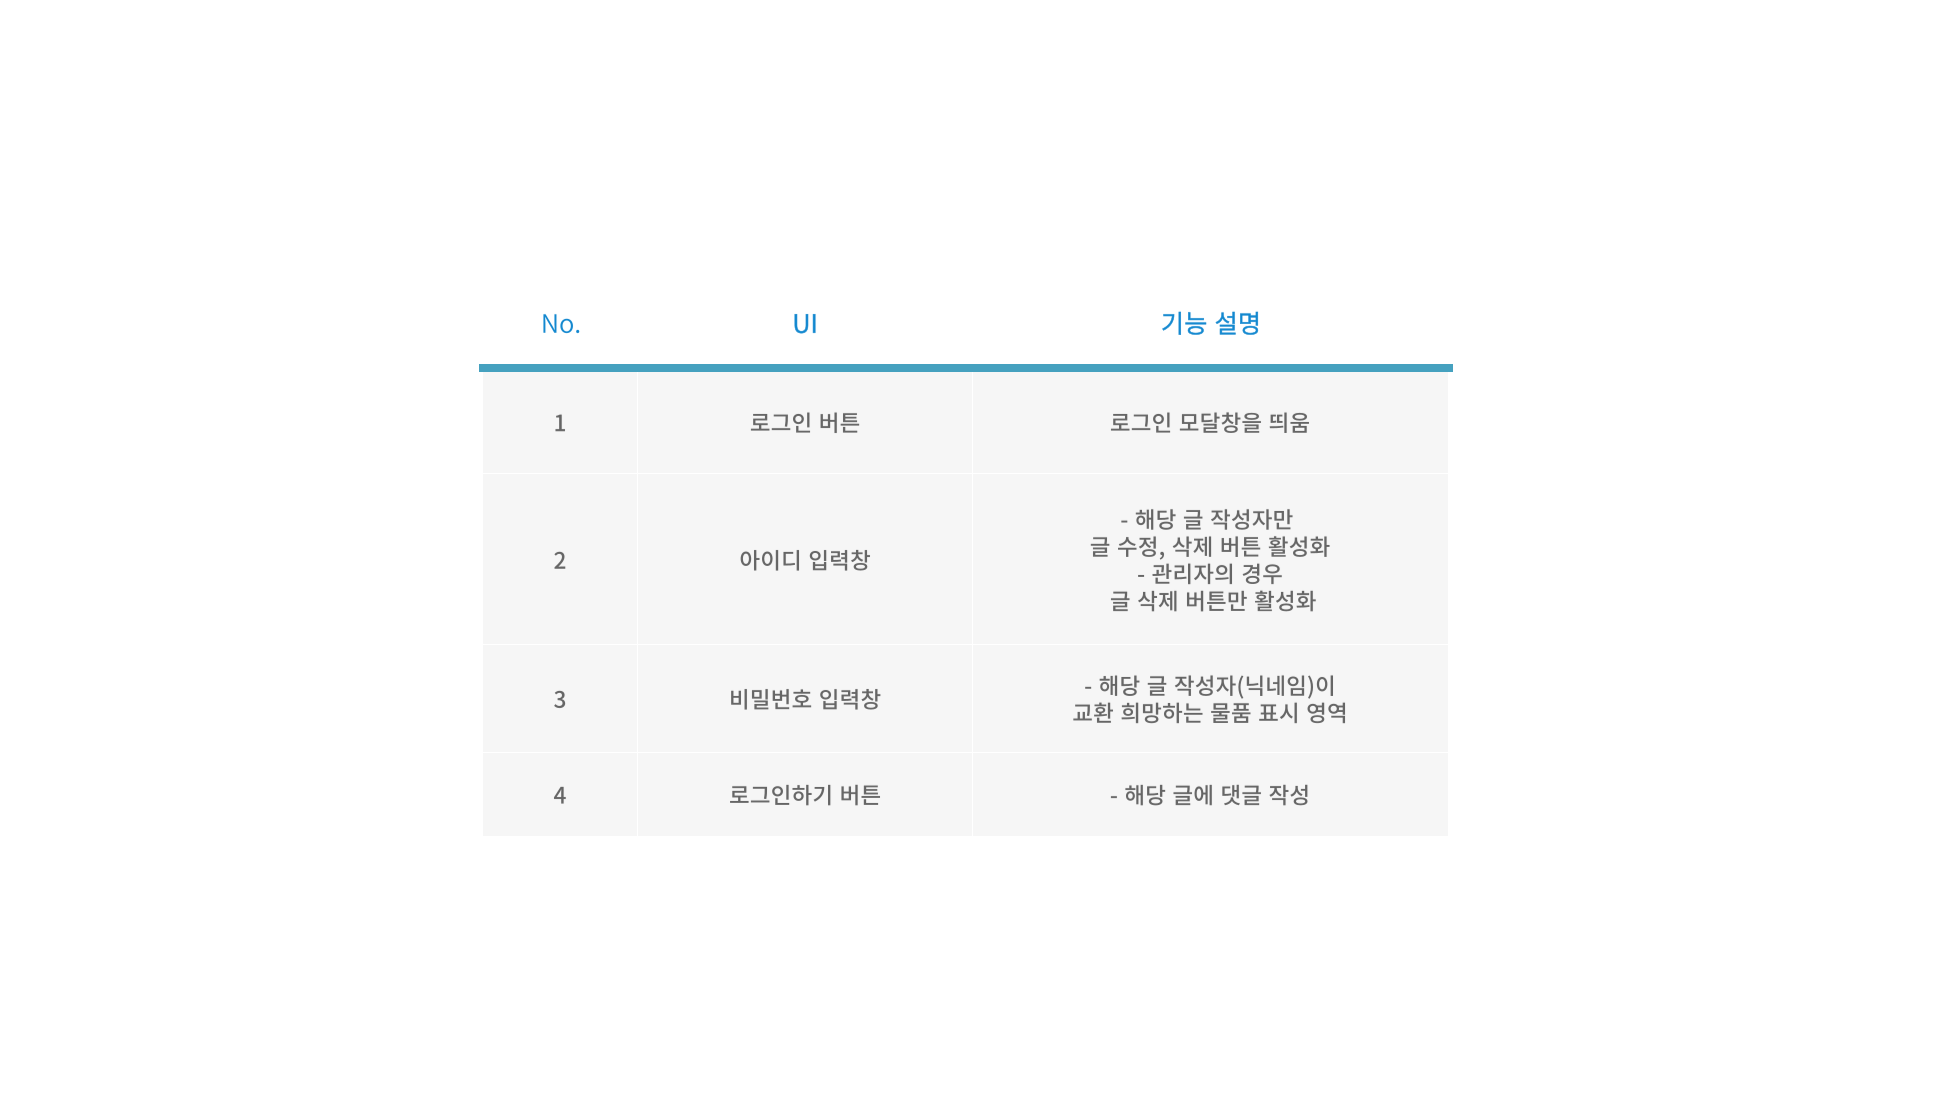 No. UI 기능 설명
1 로그인 버튼 로그인 모달창을 띄움
2 아이디 입력창 - 해당 글 작성자만
글 수정, 삭제 버튼 활성화
- 관리자의 경우
글 삭제 버튼만 활성화
3 비밀번호 입력창 - 해당 글 작성자(닉네임)이
교환 희망하는 물품 표시 영역
4 로그인하기 버튼 - 해당 글에 댓글 작성